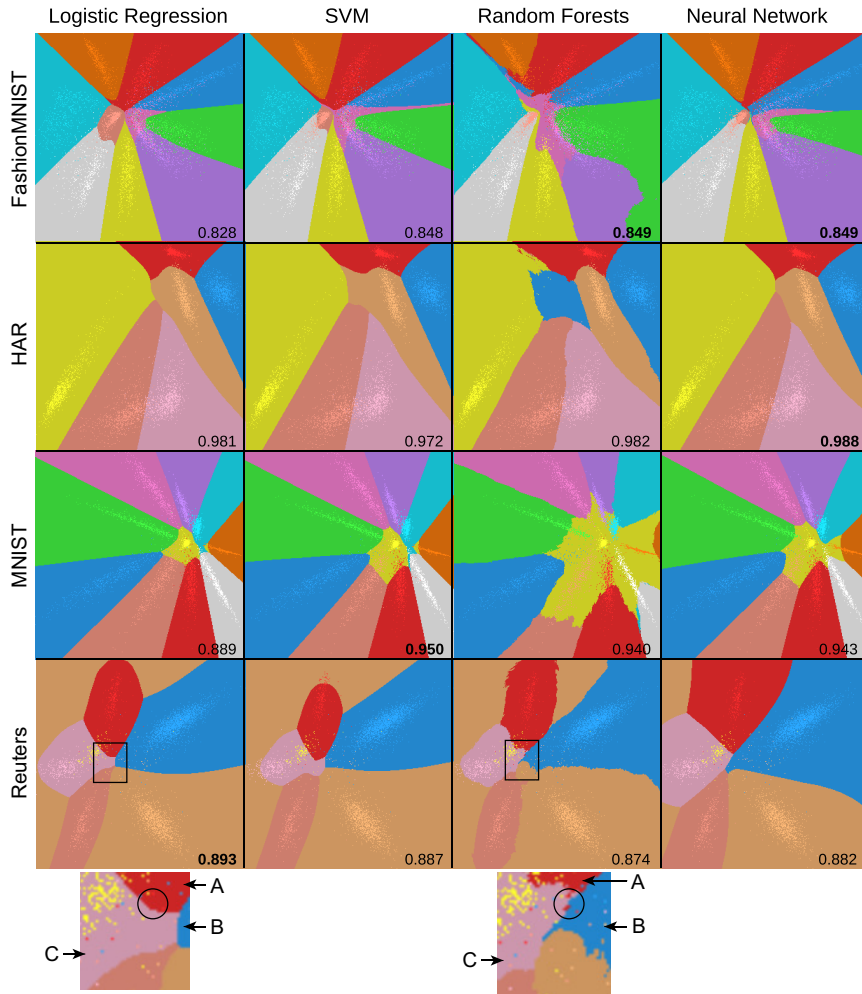 Logistic Regression SVM Random Forests Neural Network
FashionMNIST
0.828 0.848 0.849 0.849
HAR
0.981 0.972 0.982 0.988
MNIST
0.889 0.950 0.940 0.943
Reuters
0.893 0.887 0.874 0.882
A A
B B
C C